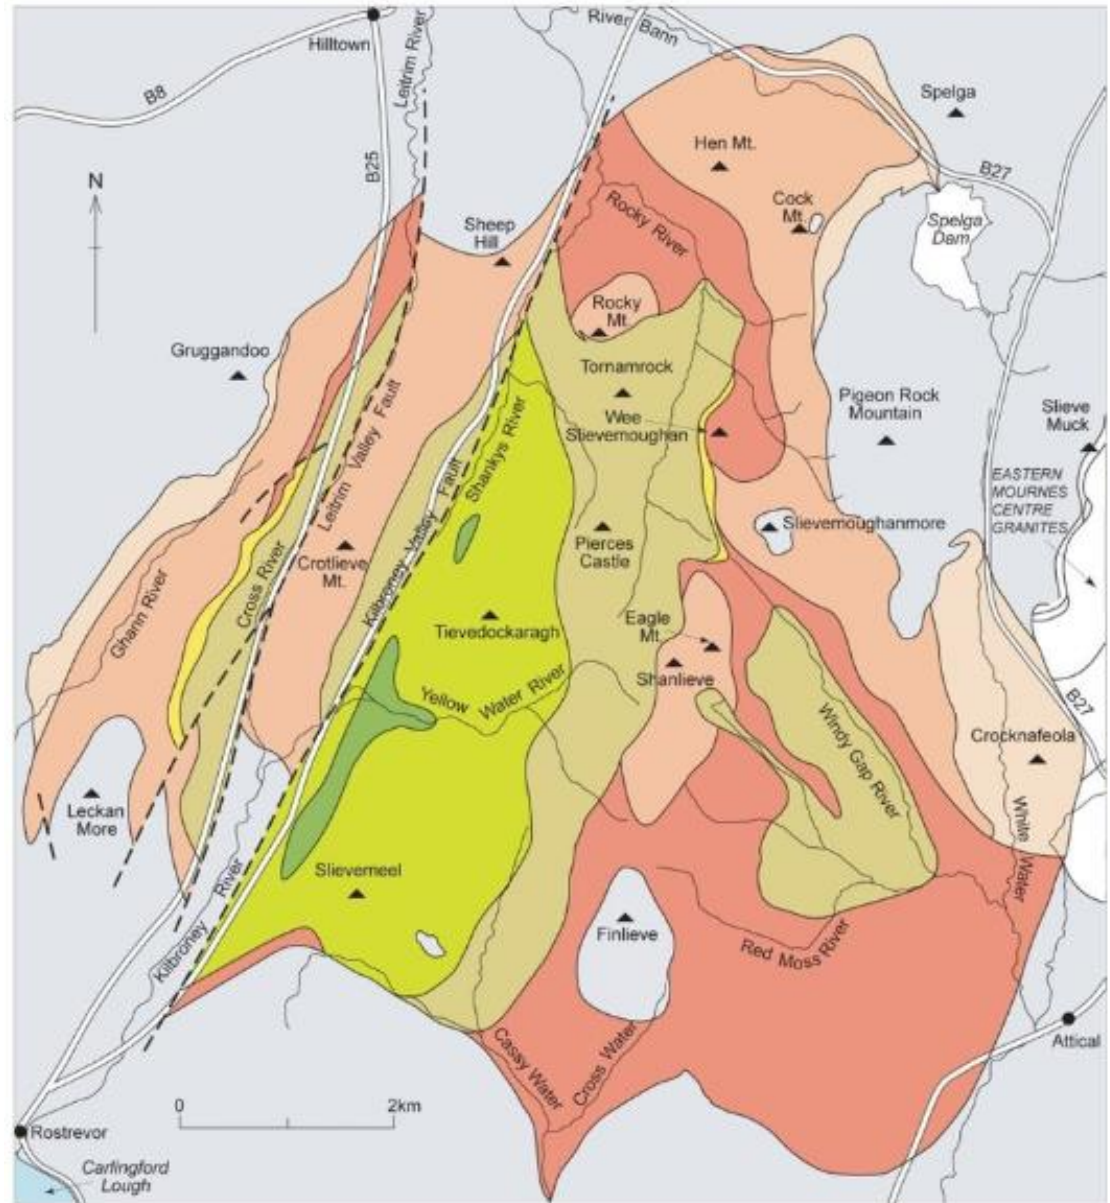 River Bann
Hilltown
Leitrim River
B8
Spelga
B25
Hen Mt.
B27
N
Cock
Mt.
Rocky River
Spelga
Dam
Sheep
Hill
Rocky
Mt.
Gruggandoo
Tornamrock
Pigeon Rock
Mountain
Slieve
Muck
Wee
Slievemoughan
Leitrim Valley Fault
Shankys River
EASTERN
MOURNES
CENTRE
GRANITES
Kilbroney Valley Fault
Slievemoughanmore
Pierces
Castle
Cross River
Crotlieve
Mt.
Ghann River
Tievedockaragh
Eagle
Mt.
Shanlieve
Yellow Water River
Windy Gap River
B27
Crocknafeola
Leckan
More
White Water
Slievemeel
Kilbroney River
Finlieve
Red Moss River
Cassy Water
Cross Water
Attical
0 2km
Rostrevor
Carlingford
Lough